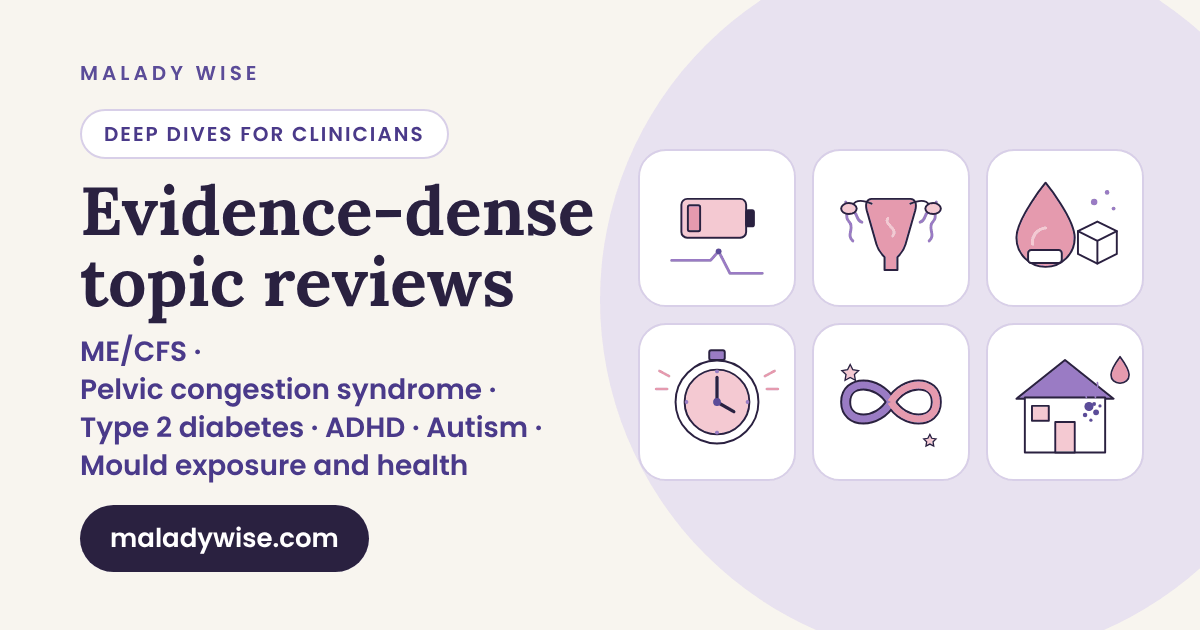 MALADY WISE
DEEP DIVES FOR CLINICIANS
Evidence-dense
topic reviews
ME/CFS ·
Pelvic congestion syndrome ·
Type 2 diabetes · ADHD · Autism ·
Mould exposure and health
maladywise.com